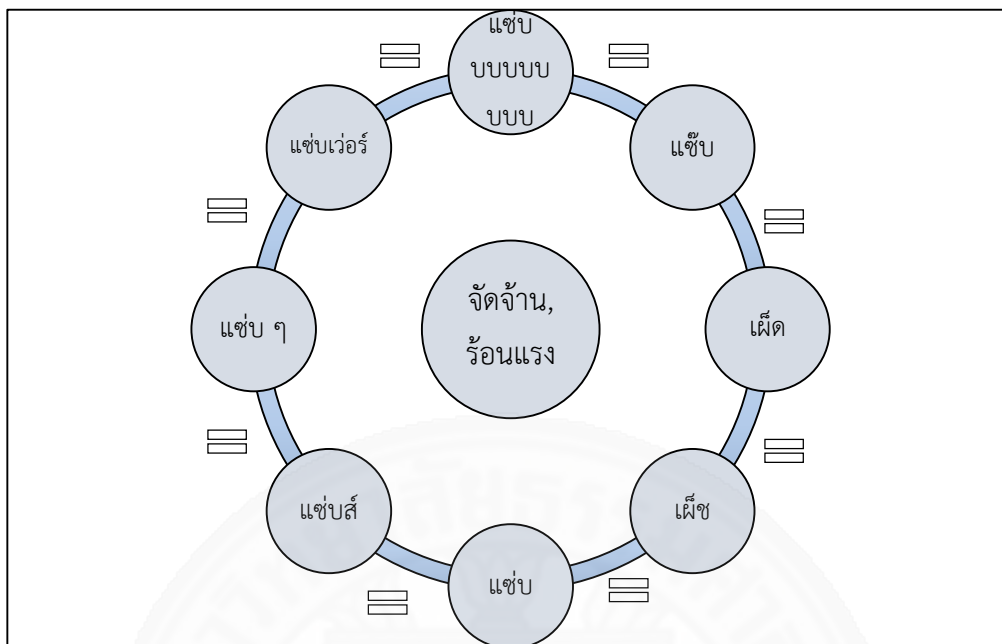 แซ่บ
บบบบบ
บบบ
แซ่บเว่อร์
แซ๊บ
แซ่บ ๆ
จัดจ้าน,
ร้อนแรง
เผ็ด
แซ่บส์
เผ็ช
แซ่บ